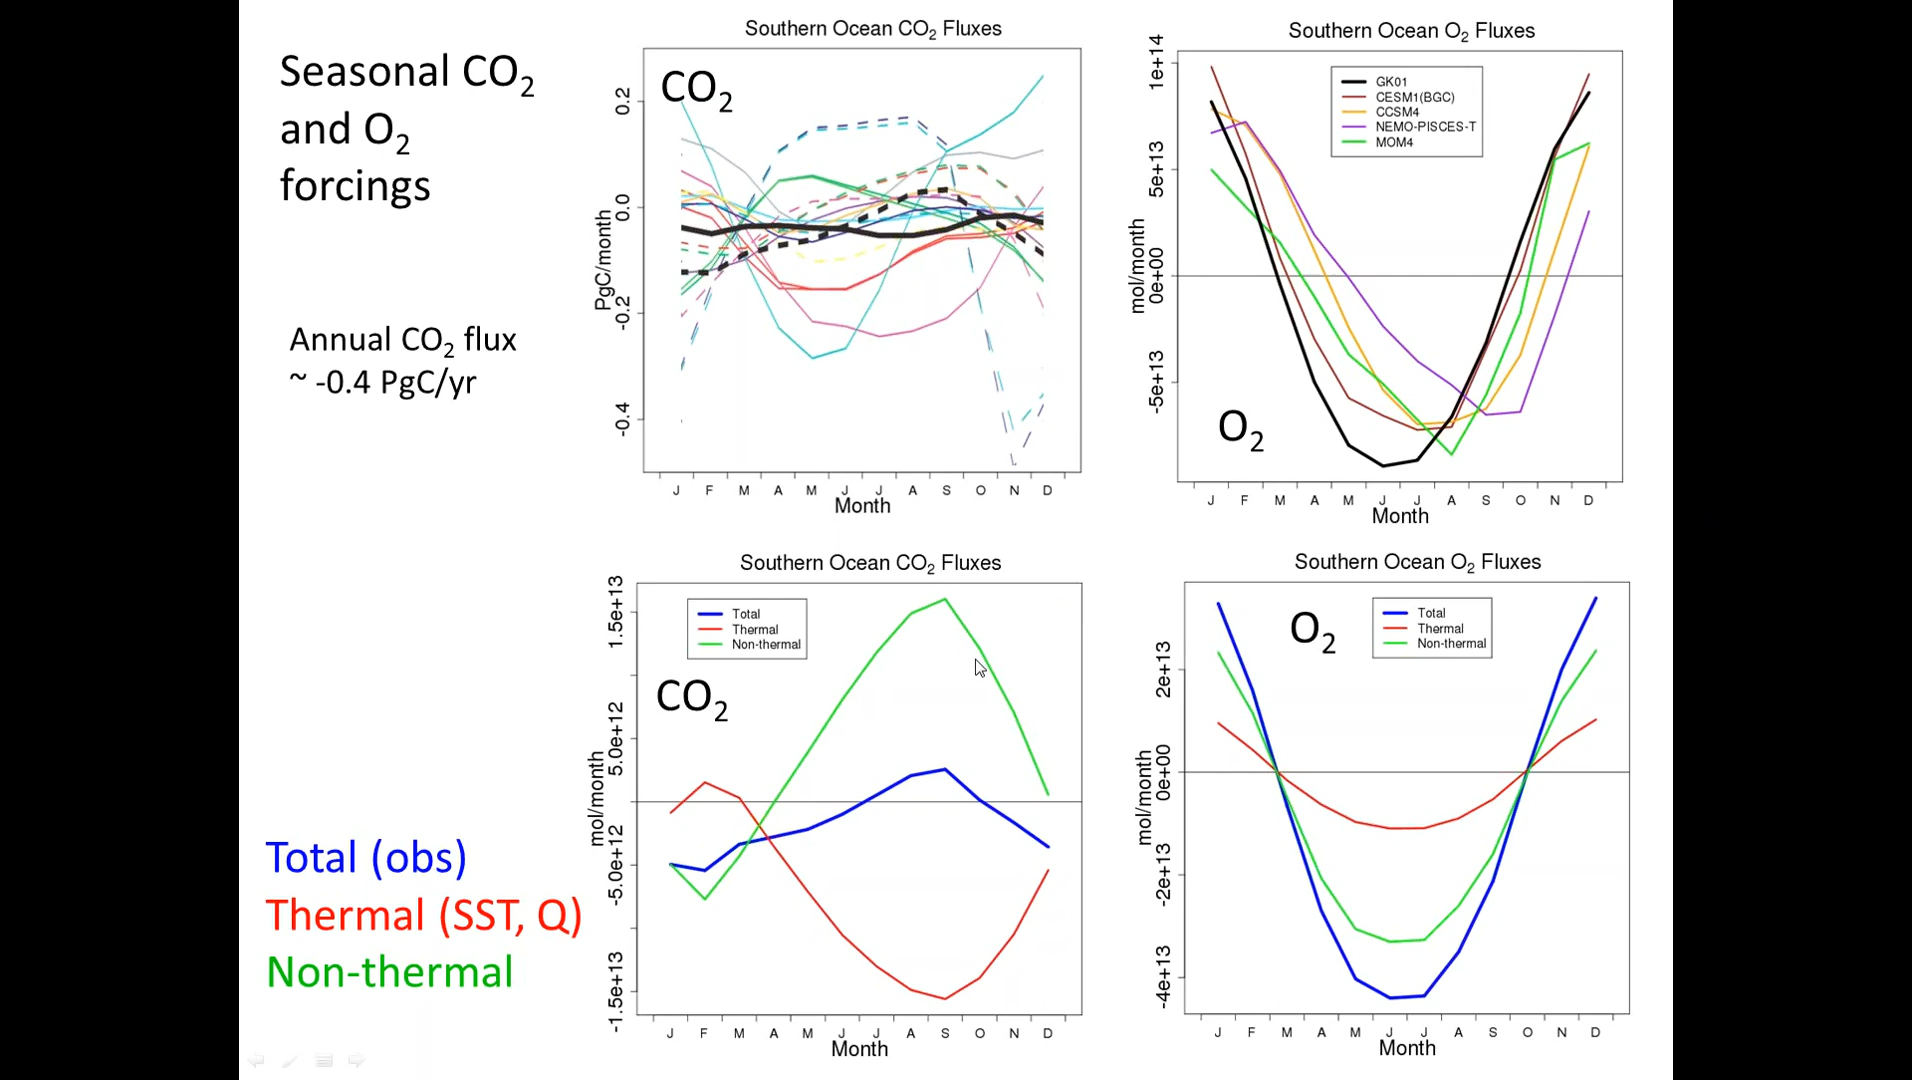 Seasonal CO2
and O2
forcings
Annual CO2 flux
~ -0.4 PgC/yr
Total (obs)
Thermal (SST, Q)
Non-thermal
Southern Ocean CO2 Fluxes
CO2
PgC/month
0.2
0.0
-0.2
-0.4
J F M A M J J A S O N D
Month
Southern Ocean O2 Fluxes
GK01
CESM1(BGC)
CCSM4
NEMO-PISCES-T
MOM4
O2
mol/month
1e+14
5e+13
0e+00
-5e+13
J F M A M J J A S O N D
Month
Southern Ocean CO2 Fluxes
Total
Thermal
Non-thermal
CO2
mol/month
1.5e+13
5.0e+12
-5.0e+12
-1.5e+13
J F M A M J J A S O N D
Month
Southern Ocean O2 Fluxes
O2
Total
Thermal
Non-thermal
mol/month
2e+13
0e+00
-2e+13
-4e+13
J F M A M J J A S O N D
Month